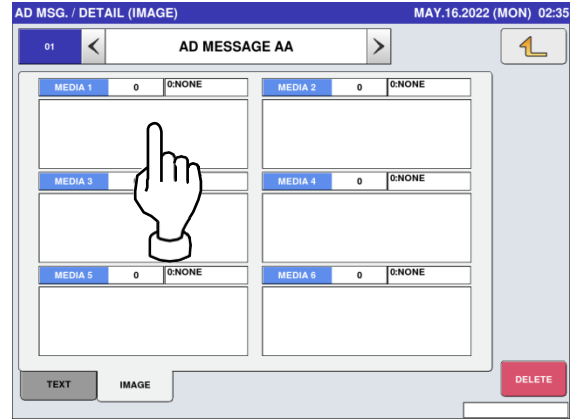 AD MSG. / DETAIL (IMAGE) MAY.16.2022 (MON) 02:35
01 AD MESSAGE AA
MEDIA 1 0 0:NONE MEDIA 2 0 0:NONE
MEDIA 3 MEDIA 4 0 0:NONE
MEDIA 5 0 0:NONE MEDIA 6 0 0:NONE
TEXT IMAGE DELETE